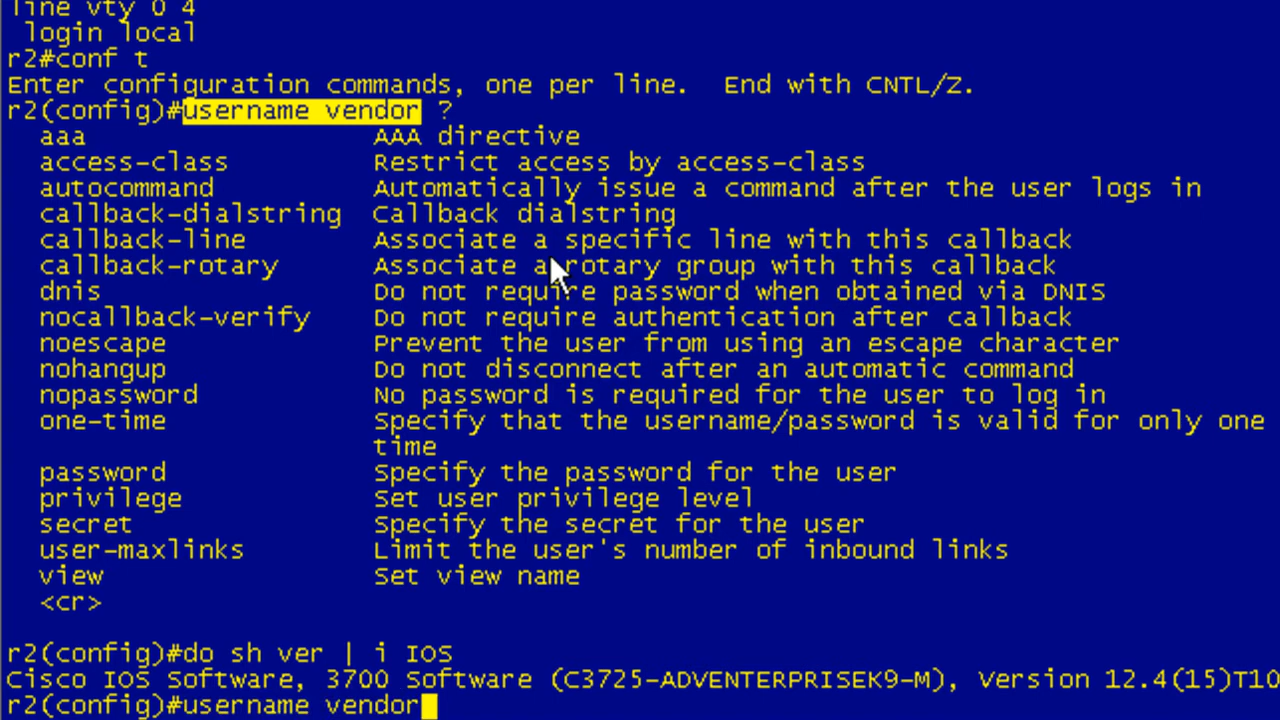 line vty 0 4
 login local
r2#conf t
Enter configuration commands, one per line.  End with CNTL/Z.
r2(config)#username vendor ?
  aaa                  AAA directive
  access-class         Restrict access by access-class
  autocommand          Automatically issue a command after the user logs in
  callback-dialstring  Callback dialstring
  callback-line        Associate a specific line with this callback
  callback-rotary      Associate a rotary group with this callback
  dnis                 Do not require password when obtained via DNIS
  nocallback-verify    Do not require authentication after callback
  noescape             Prevent the user from using an escape character
  nohangup             Do not disconnect after an automatic command
  nopassword           No password is required for the user to log in
  one-time             Specify that the username/password is valid for only one
                       time
  password             Specify the password for the user
  privilege            Set user privilege level
  secret               Specify the secret for the user
  user-maxlinks        Limit the user's number of inbound links
  view                 Set view name
  <cr>
r2(config)#do sh ver | i IOS
Cisco IOS Software, 3700 Software (C3725-ADVENTERPRISEK9-M), Version 12.4(15)T10
r2(config)#username vendor